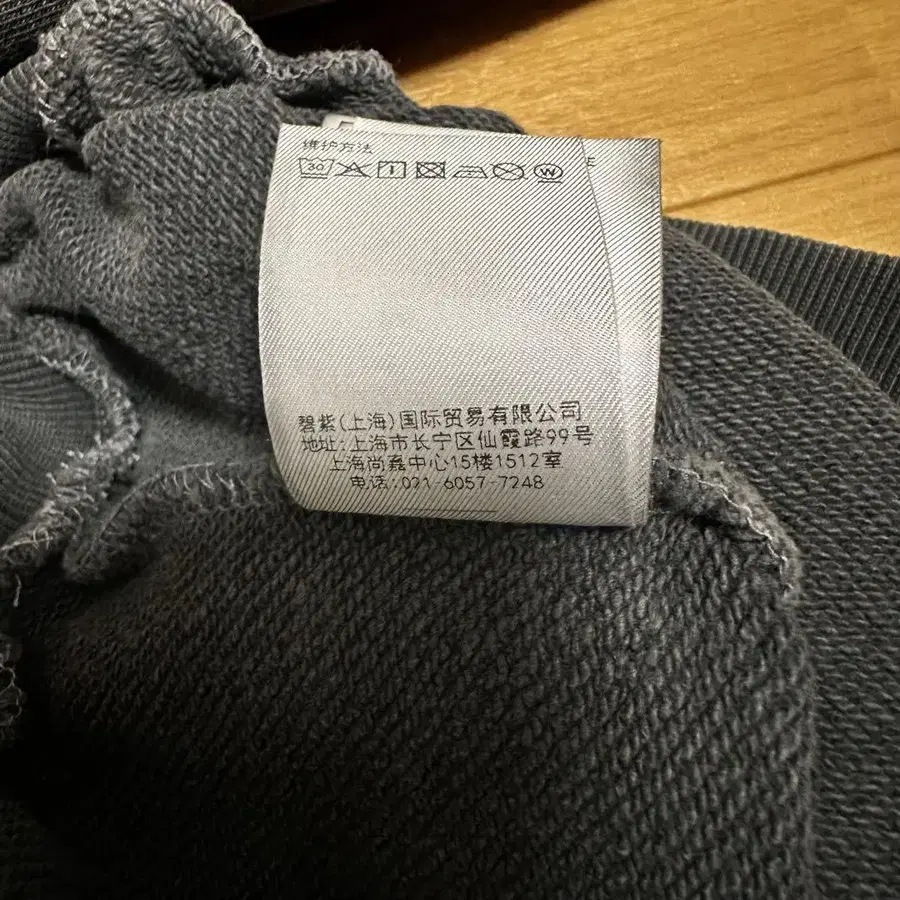 维护方法
30 W
E
碧紫(上海)国际贸易有限公司
地址:上海市长宁区仙霞路99号
上海尚嘉中心15楼1512室
电话:021-6057-7248